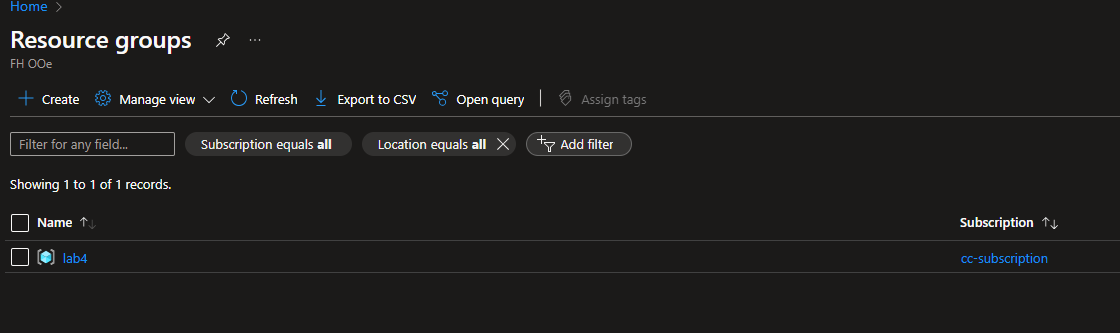 Home
Resource groups
FH OOe
Create Manage view Refresh Export to CSV Open query Assign tags
Filter for any field... Subscription equals all Location equals all Add filter
Showing 1 to 1 of 1 records.
Name Subscription
lab4 cc-subscription